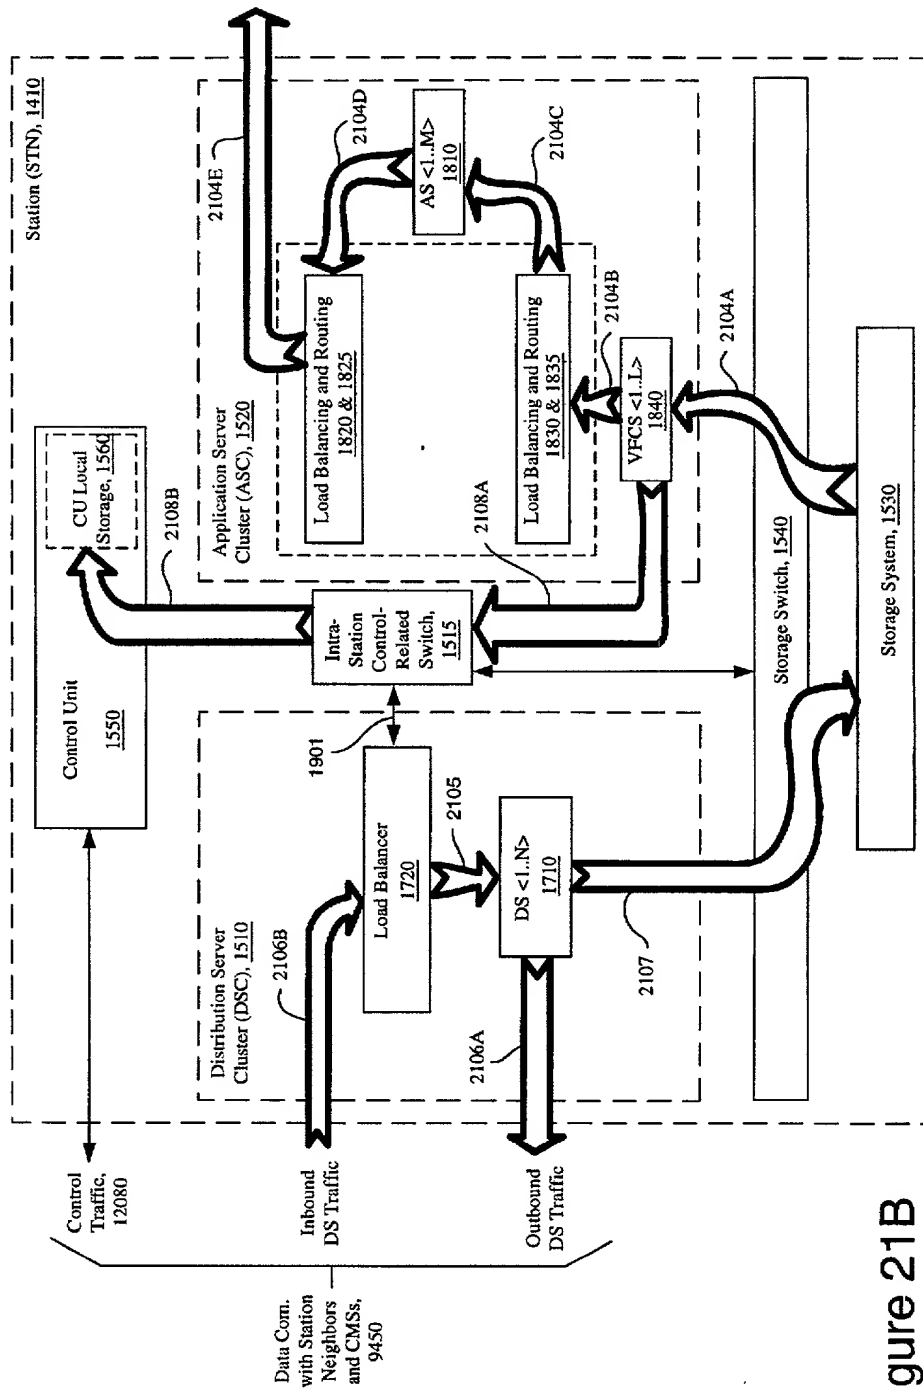 Station (STN), 1410
Control
Traffic,
12080
Control Unit
1550
CU Local
Storage, 1560
2108B
Data Com.
with Station
Neighbors
and CMSs,
9450
Inbound
DS Traffic
Outbound
DS Traffic
Distribution Server
Cluster (DSC), 1510
2106B
Load Balancer
1720
2105
DS <1..N>
1710
2106A
2107
1901
Intra-
Station
Control-
Related
Switch,
1515
2108A
Application Server
Cluster (ASC), 1520
2104E
Load Balancing and Routing
1820 & 1825
2104D
AS <1..M>
1810
2104C
Load Balancing and Routing
1830 & 1835
2104B
VFCS <1..L>
1840
2104A
Storage Switch, 1540
Storage System, 1530
gure 21B